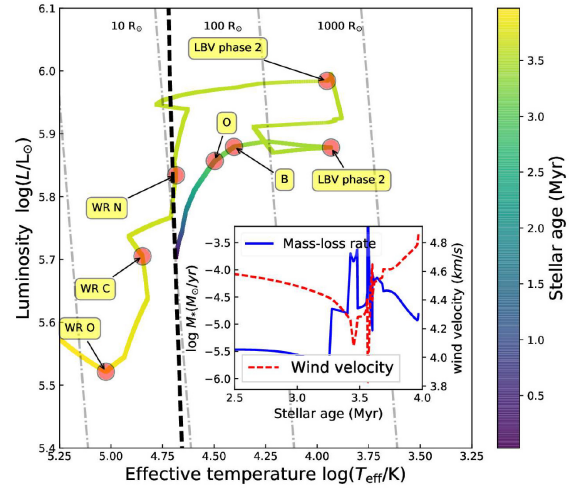 10 R⊙
100 R⊙
1000 R⊙
LBV phase 2
O
WR N
B
LBV phase 2
WR C
WR O
Luminosity log(L/L⊙)
6.1
6.0
5.9
5.8
5.7
5.6
5.5
5.4
5.25
5.00
4.75
4.50
4.25
4.00
3.75
3.50
3.25
Effective temperature log(Teff/K)
Mass-loss rate
Wind velocity
log Ṁ*(M⊙/yr)
−3.5
−4.0
−4.5
−5.0
−5.5
−6.0
2.5
3.0
3.5
4.0
Stellar age (Myr)
4.8
4.6
4.4
4.2
4.0
3.8
wind velocity (km/s)
3.5
3.0
2.5
2.0
1.5
1.0
0.5
Stellar age (Myr)